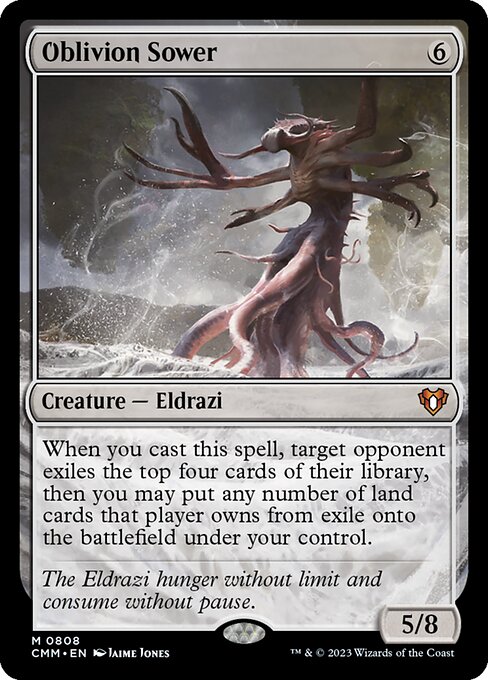 Oblivion Sower 6
Creature — Eldrazi
When you cast this spell, target opponent
exiles the top four cards of their library,
then you may put any number of land
cards that player owns from exile onto
the battlefield under your control.
The Eldrazi hunger without limit and
consume without pause.
5/8
M 0808
CMM • EN Jaime Jones
™ & © 2023 Wizards of the Coast